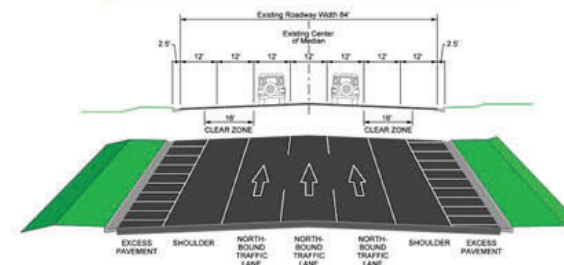 Existing Roadway Width 84'
Existing Center
of Median
2.5' 12' 12' 12' 12' 12' 12' 2.5'
16' 16'
CLEAR ZONE CLEAR ZONE
EXCESS PAVEMENT
SHOULDER
NORTH-
BOUND
TRAFFIC
LANE
NORTH-
BOUND
TRAFFIC
LANE
NORTH-
BOUND
TRAFFIC
LANE
SHOULDER
EXCESS PAVEMENT